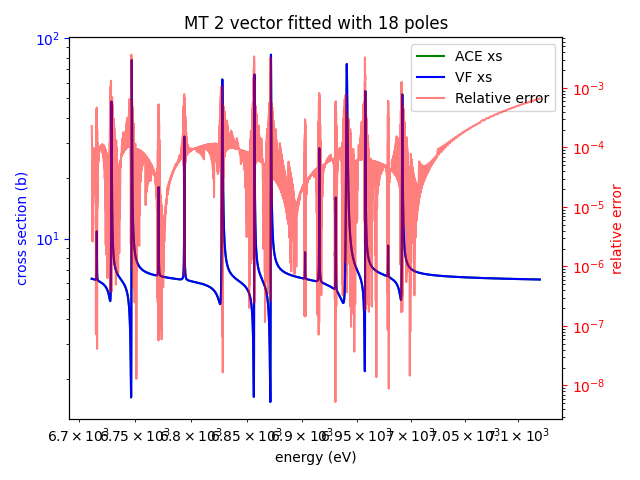 MT 2 vector fitted with 18 poles
ACE xs
VF xs
Relative error
10²
10¹
cross section (b)
10⁻³
10⁻⁴
10⁻⁵
10⁻⁶
10⁻⁷
10⁻⁸
relative error
6.7 × 10³ 6.75 × 10³ 6.8 × 10³ 6.85 × 10³ 6.9 × 10³ 6.95 × 10³ 7 × 10³ 7.05 × 10³ 7.1 × 10³
energy (eV)